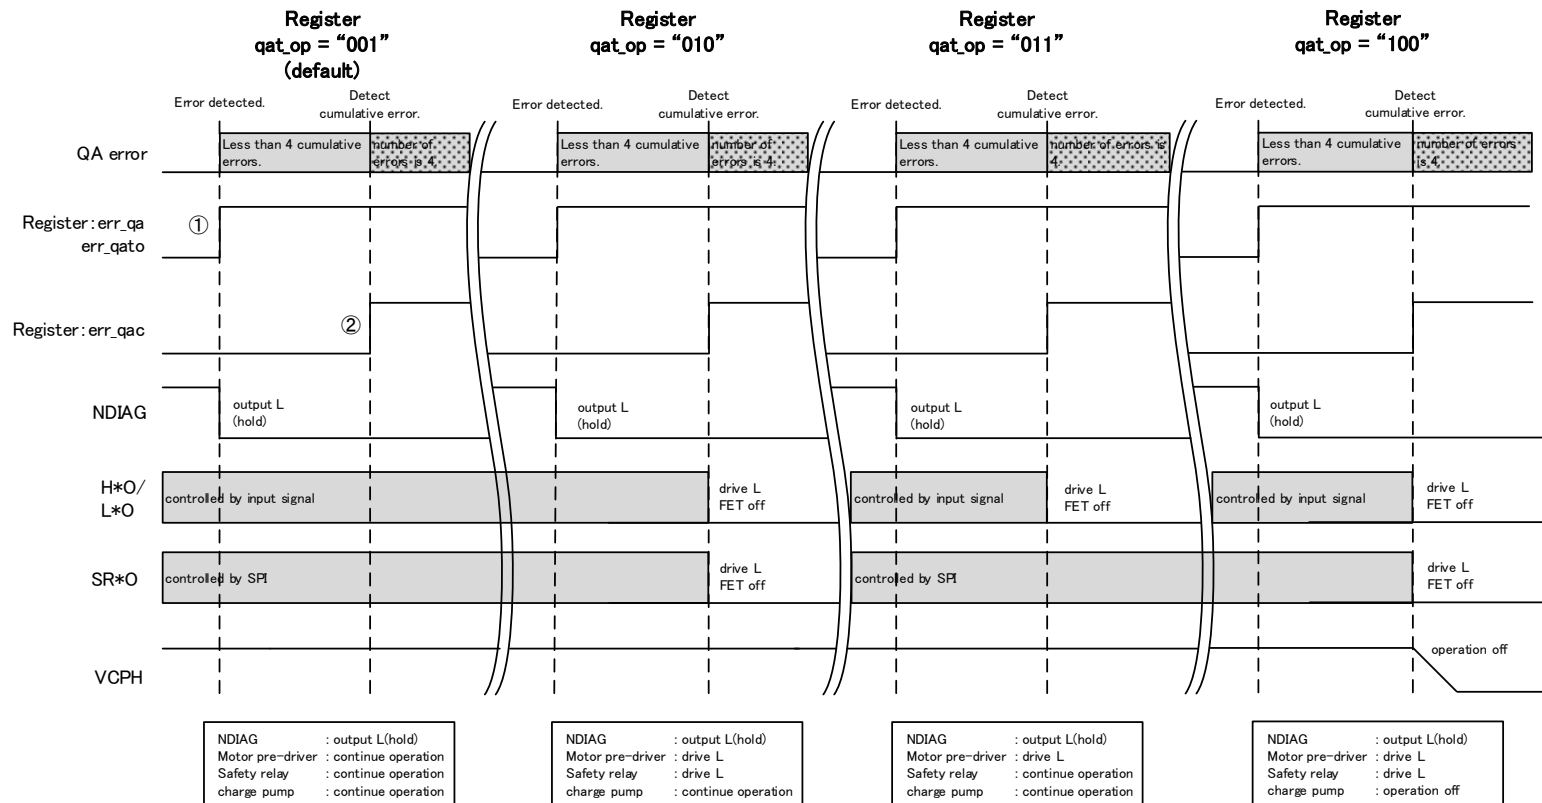 Register
qat_op = “001”
(default)
Register
qat_op = “010”
Register
qat_op = “011”
Register
qat_op = “100”
Error detected.
Detect
cumulative error.
Error detected.
Detect
cumulative error.
Error detected.
Detect
cumulative error.
Error detected.
Detect
cumulative error.
QA error
Less than 4 cumulative
errors.
number of
errors is 4.
Less than 4 cumulative
errors.
number of
errors is 4.
Less than 4 cumulative
errors.
number of errors is
4.
Less than 4 cumulative
errors.
number of errors
is 4.
Register:err_qa
err_qato
①
Register:err_qac
②
NDIAG
output L
(hold)
output L
(hold)
output L
(hold)
output L
(hold)
H*O/
L*O
controlled by input signal
drive L
FET off
controlled by input signal
drive L
FET off
controlled by input signal
drive L
FET off
SR*O
controlled by SPI
drive L
FET off
controlled by SPI
drive L
FET off
VCPH
operation off
NDIAG : output L(hold)
Motor pre-driver : continue operation
Safety relay : continue operation
charge pump : continue operation
NDIAG : output L(hold)
Motor pre-driver : drive L
Safety relay : drive L
charge pump : continue operation
NDIAG : output L(hold)
Motor pre-driver : drive L
Safety relay : continue operation
charge pump : continue operation
NDIAG : output L(hold)
Motor pre-driver : drive L
Safety relay : drive L
charge pump : operation off